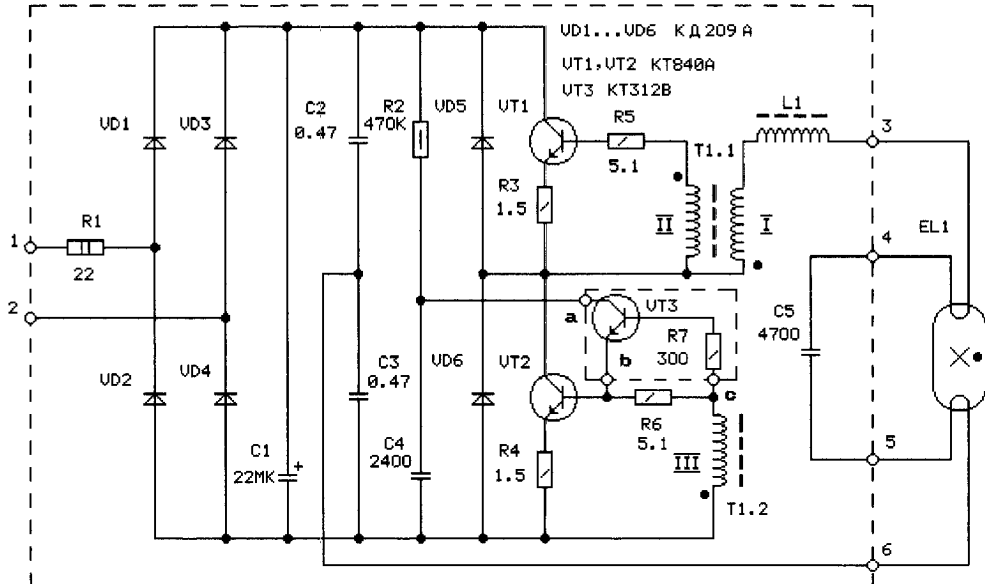 VD1...VD6 КД209А
VT1,VT2 КТ840А
VT3 КТ312В
L1
3
C2
0.47
R2
470K
VD5
VT1
R5
5.1
T1.1
VD1
VD3
R3
1.5
II
I
R1
22
1
2
4
EL1
a
VT3
b
R7
300
C5
4700
VD2
VD4
C3
0.47
VD6
VT2
c
R6
5.1
C1
22МК
+
C4
2400
R4
1.5
III
T1.2
5
6